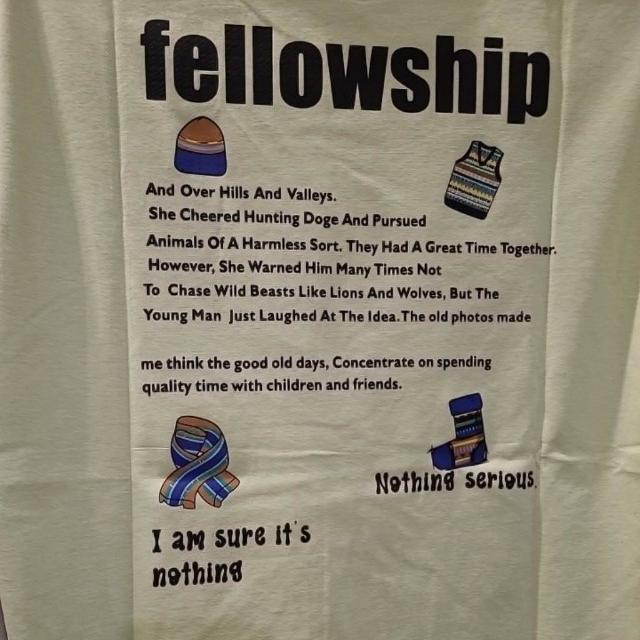 fellowship
And Over Hills And Valleys.
She Cheered Hunting Doge And Pursued
Animals Of A Harmless Sort. They Had A Great Time Together.
However, She Warned Him Many Times Not
To Chase Wild Beasts Like Lions And Wolves, But The
Young Man Just Laughed At The Idea.The old photos made
me think the good old days, Concentrate on spending
quality time with children and friends.
Nothing serious.
I am sure it's
nothing